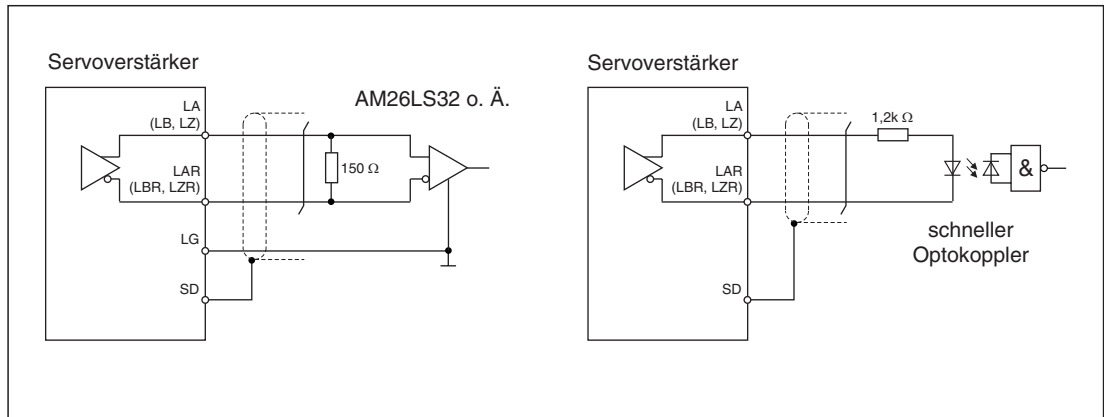 Servoverstärker
LA
(LB, LZ)
LAR
(LBR, LZR)
LG
SD
AM26LS32 o. Ä.
150 Ω
Servoverstärker
LA
(LB, LZ)
LAR
(LBR, LZR)
SD
1,2k Ω
&
schneller
Optokoppler